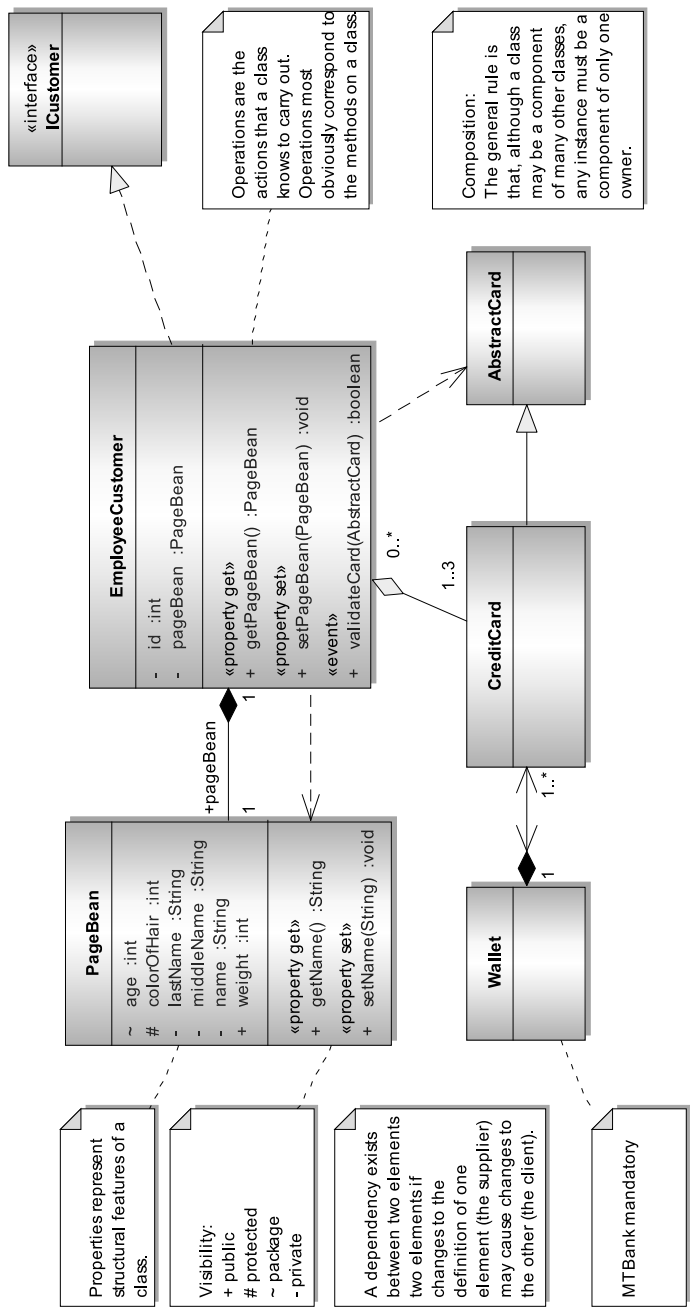 Properties represent
structural features of a
class.
Visibility:
+ public
# protected
~ package
- private
A dependency exists
between two elements
two elements if
changes to the
definition of one
element (the supplier)
may cause changes to
the other (the client).
MTBank mandatory
PageBean
~ age :int
# colorOfHair :int
- lastName :String
- middleName :String
- name :String
+ weight :int
«property get»
+ getName() :String
«property set»
+ setName(String) :void
+pageBean
1
1
Wallet
1
1..*
EmployeeCustomer
- id :int
- pageBean :PageBean
«property get»
+ getPageBean() :PageBean
«property set»
+ setPageBean(PageBean) :void
«event»
+ validateCard(AbstractCard) :boolean
0..*
1..3
CreditCard
AbstractCard
«interface»
ICustomer
Operations are the
actions that a class
knows to carry out.
Operations most
obviously correspond to
the methods on a class.
Composition:
The general rule is
that, although a class
may be a component
of many other classes,
any instance must be a
component of only one
owner.